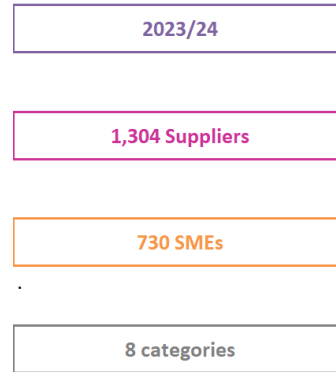 2023/24
1,304 Suppliers
730 SMEs
.
8 categories